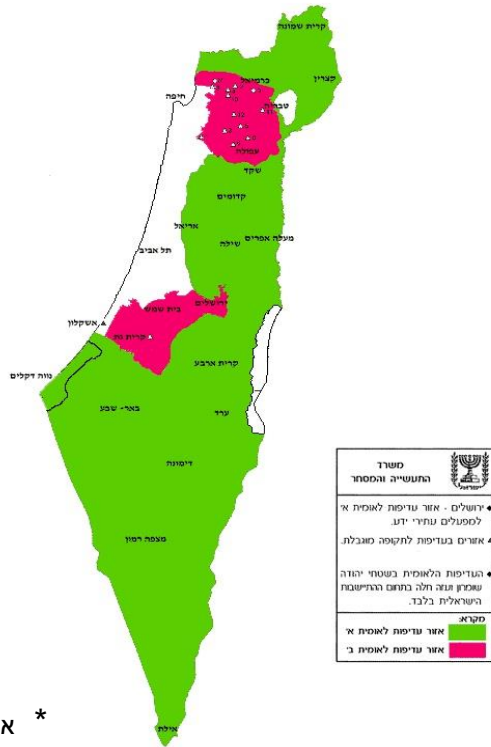 קרית שמונה
קצרין
כרמיאל
חיפה
טבריה
עפולה
שקד
קדומים
אריאל
מעלה אפרים
שילה
תל אביב
ירושלים
בית שמש
אשקלון
קרית גת
קרית ארבע
נווה דקלים
באר- שבע
ערד
דימונה
מצפה רמון
אילת
משרד
התעשייה והמסחר
ירושלים - אזור עדיפות לאומית א'
למפעלים עתירי ידע.
אזורים בעדיפות לתקופה מוגבלת.
העדיפות הלאומית בשטחי יהודה
שומרון ועזה חלה בתחום ההתיישבות
הישראלית בלבד.
מקרא:
אזור עדיפות לאומית א'
אזור עדיפות לאומית ב'
* א